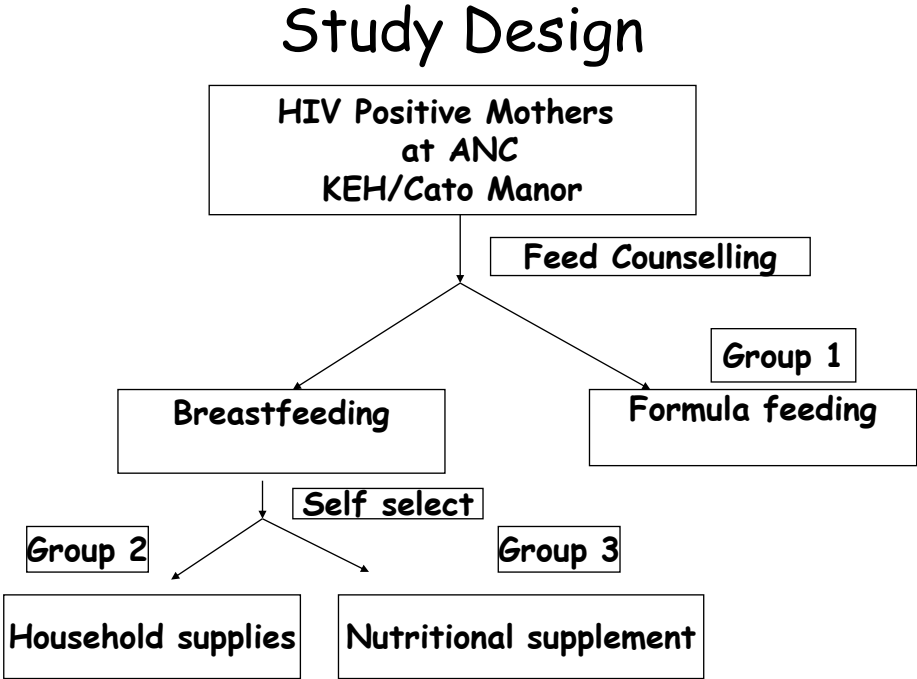 Study Design
HIV Positive Mothers
at ANC
KEH/Cato Manor
Feed Counselling
Group 1
Breastfeeding
Formula feeding
Self select
Group 2
Group 3
Household supplies
Nutritional supplement